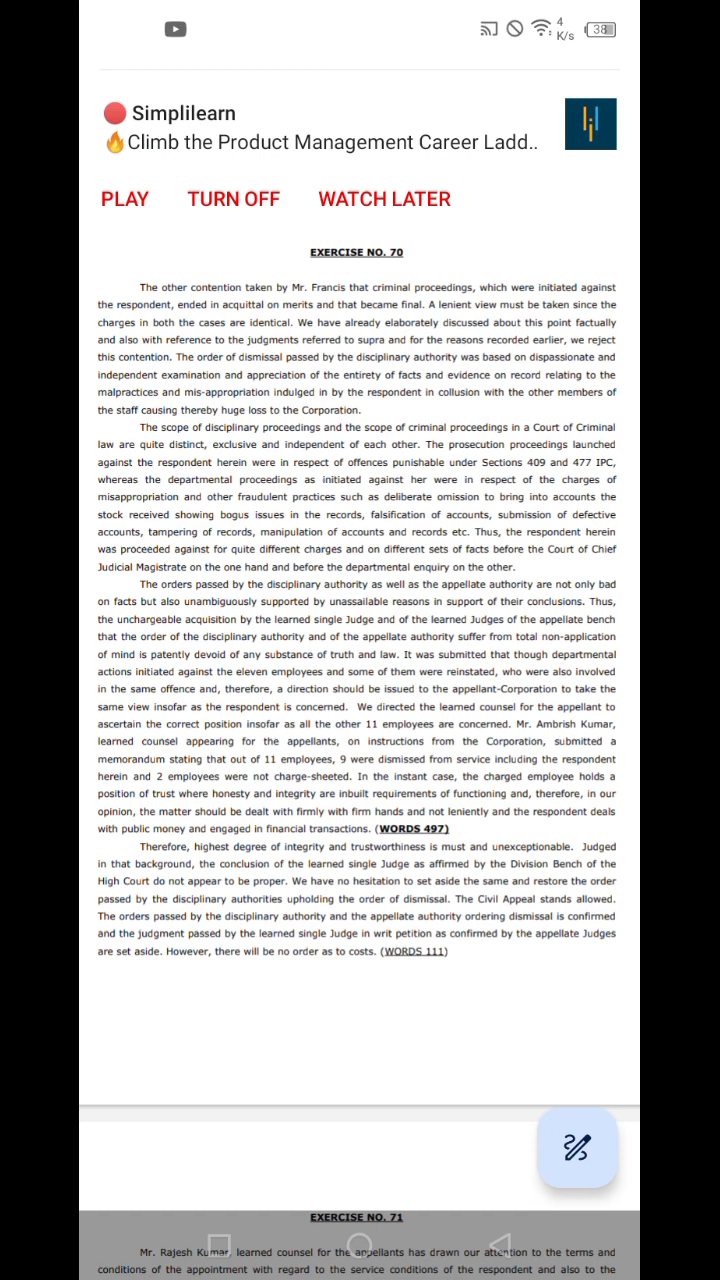 4
K/s
38
Simplilearn
🔥Climb the Product Management Career Ladd..
PLAY TURN OFF WATCH LATER
EXERCISE NO. 70
The other contention taken by Mr. Francis that criminal proceedings, which were initiated against
the respondent, ended in acquittal on merits and that became final. A lenient view must be taken since the
charges in both the cases are identical. We have already elaborately discussed about this point factually
and also with reference to the judgments referred to supra and for the reasons recorded earlier, we reject
this contention. The order of dismissal passed by the disciplinary authority was based on dispassionate and
independent examination and appreciation of the entirety of facts and evidence on record relating to the
malpractices and mis-appropriation indulged in by the respondent in collusion with the other members of
the staff causing thereby huge loss to the Corporation.
The scope of disciplinary proceedings and the scope of criminal proceedings in a Court of Criminal
law are quite distinct, exclusive and independent of each other. The prosecution proceedings launched
against the respondent herein were in respect of offences punishable under Sections 409 and 477 IPC,
whereas the departmental proceedings as initiated against her were in respect of the charges of
misappropriation and other fraudulent practices such as deliberate omission to bring into accounts the
stock received showing bogus issues in the records, falsification of accounts, submission of defective
accounts, tampering of records, manipulation of accounts and records etc. Thus, the respondent herein
was proceeded against for quite different charges and on different sets of facts before the Court of Chief
Judicial Magistrate on the one hand and before the departmental enquiry on the other.
The orders passed by the disciplinary authority as well as the appellate authority are not only bad
on facts but also unambiguously supported by unassailable reasons in support of their conclusions. Thus,
the unchargeable acquisition by the learned single Judge and of the learned Judges of the appellate bench
that the order of the disciplinary authority and of the appellate authority suffer from total non-application
of mind is patently devoid of any substance of truth and law. It was submitted that though departmental
actions initiated against the eleven employees and some of them were reinstated, who were also involved
in the same offence and, therefore, a direction should be issued to the appellant-Corporation to take the
same view insofar as the respondent is concerned. We directed the learned counsel for the appellant to
ascertain the correct position insofar as all the other 11 employees are concerned. Mr. Ambrish Kumar,
learned counsel appearing for the appellants, on instructions from the Corporation, submitted a
memorandum stating that out of 11 employees, 9 were dismissed from service including the respondent
herein and 2 employees were not charge-sheeted. In the instant case, the charged employee holds a
position of trust where honesty and integrity are inbuilt requirements of functioning and, therefore, in our
opinion, the matter should be dealt with firmly with firm hands and not leniently and the respondent deals
with public money and engaged in financial transactions. (WORDS 497)
Therefore, highest degree of integrity and trustworthiness is must and unexceptionable. Judged
in that background, the conclusion of the learned single Judge as affirmed by the Division Bench of the
High Court do not appear to be proper. We have no hesitation to set aside the same and restore the order
passed by the disciplinary authorities upholding the order of dismissal. The Civil Appeal stands allowed.
The orders passed by the disciplinary authority and the appellate authority ordering dismissal is confirmed
and the judgment passed by the learned single Judge in writ petition as confirmed by the appellate Judges
are set aside. However, there will be no order as to costs. (WORDS 111)
EXERCISE NO. 71
Mr. Rajesh Kumar, learned counsel for the appellants has drawn our attention to the terms and
conditions of the appointment with regard to the service conditions of the respondent and also to the